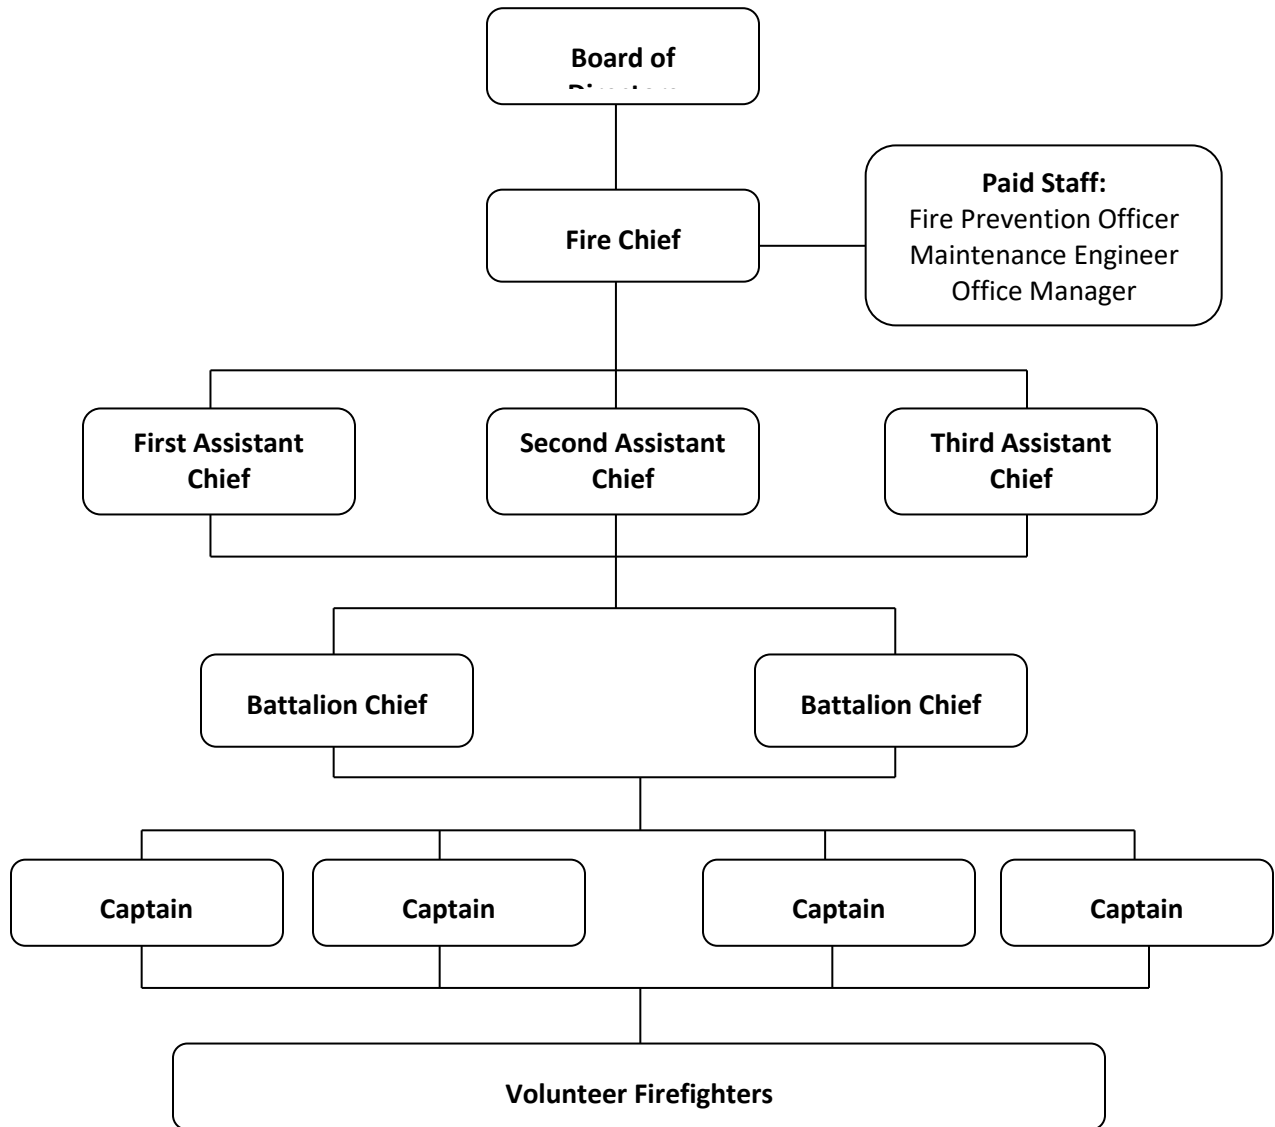 Board of
Fire Chief
Paid Staff:
Fire Prevention Officer
Maintenance Engineer
Office Manager
First Assistant
Chief
Second Assistant
Chief
Third Assistant
Chief
Battalion Chief
Battalion Chief
Captain
Captain
Captain
Captain
Volunteer Firefighters